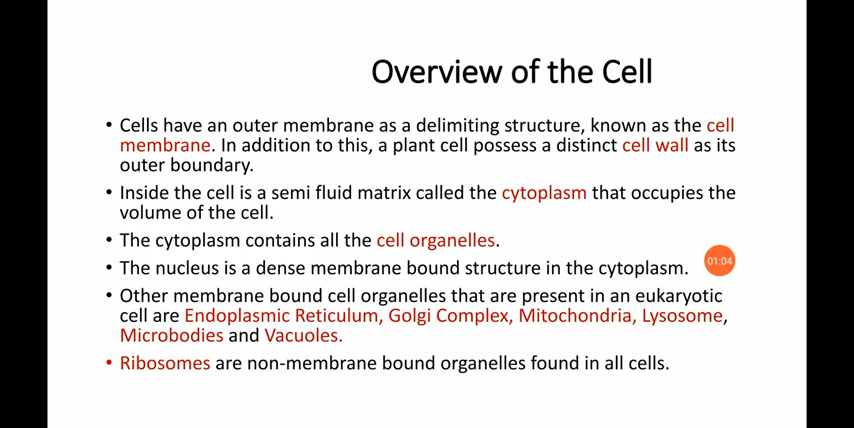 Overview of the Cell
• Cells have an outer membrane as a delimiting structure, known as the cell
membrane. In addition to this, a plant cell possess a distinct cell wall as its
outer boundary.
• Inside the cell is a semi fluid matrix called the cytoplasm that occupies the
volume of the cell.
• The cytoplasm contains all the cell organelles.
• The nucleus is a dense membrane bound structure in the cytoplasm.
01:04
• Other membrane bound cell organelles that are present in an eukaryotic
cell are Endoplasmic Reticulum, Golgi Complex, Mitochondria, Lysosome,
Microbodies and Vacuoles.
• Ribosomes are non-membrane bound organelles found in all cells.